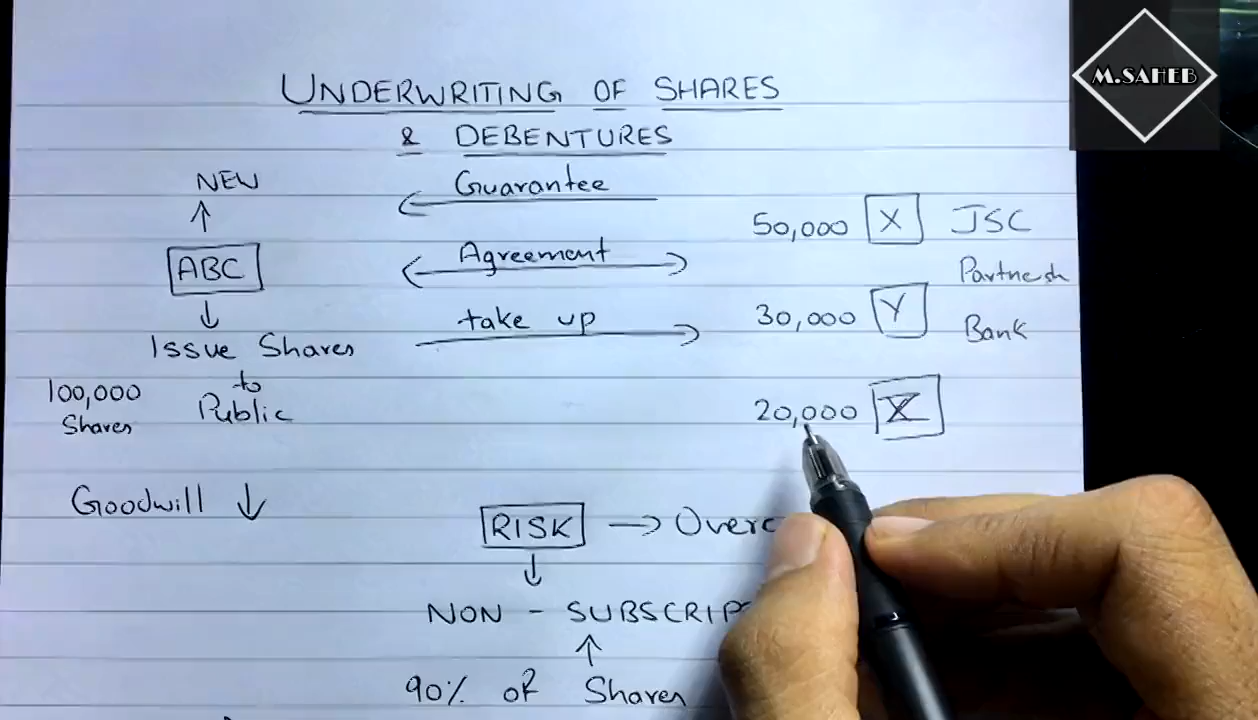 M.SAHEB
UNDERWRITING OF SHARES
& DEBENTURES
NEW
Guarantee
50,000 X JSC
ABC
Agreement
Partnesh
take up
30,000 Y Bank
Issue Shares
to
100,000
Shares
Public
20,000
Goodwill ↓
RISK → Overc
NON - SUBSCRIP
90% of Shares